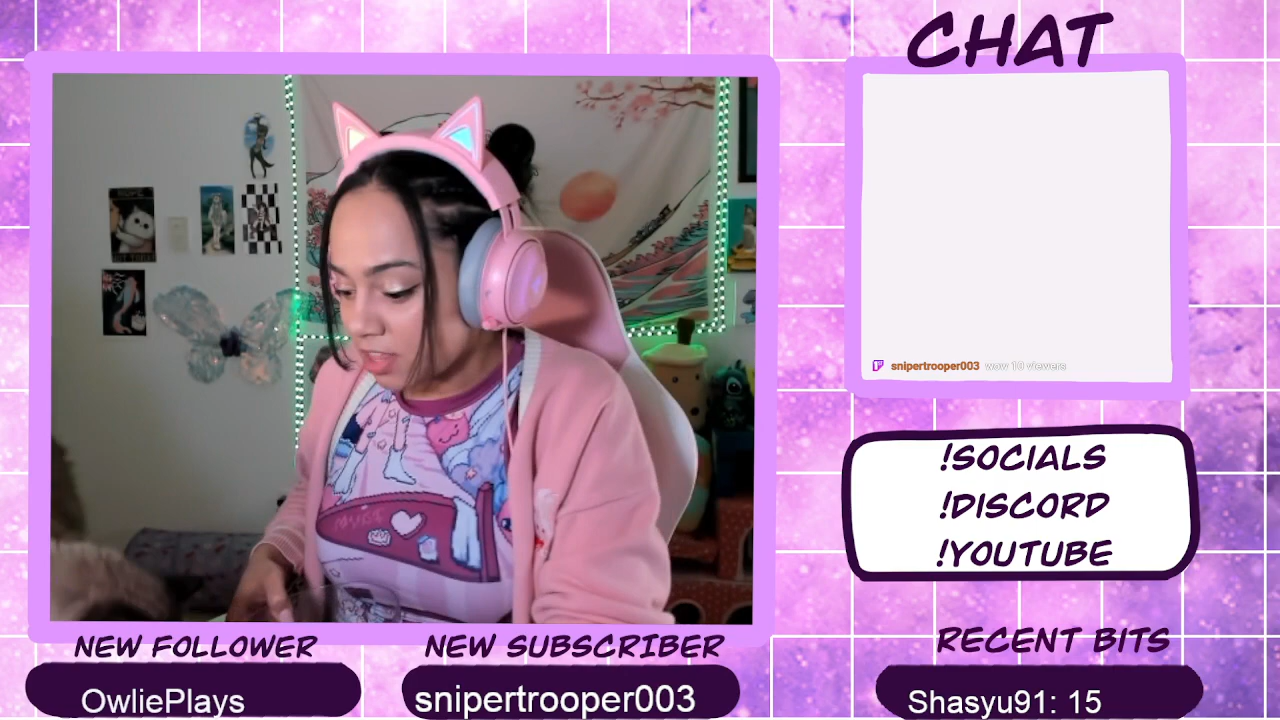 CHAT
snipertrooper003 wow 10 viewers
!SOCIALS
!DISCORD
!YOUTUBE
NEW FOLLOWER
OwliePlays
NEW SUBSCRIBER
snipertrooper003
RECENT BITS
Shasyu91: 15